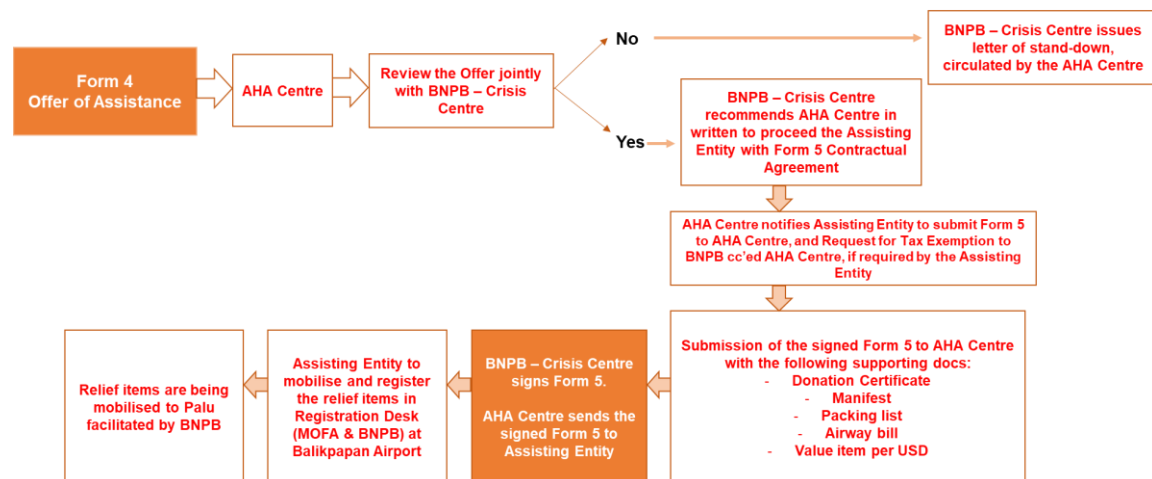 Form 4
Offer of Assistance
AHA Centre
Review the Offer jointly
with BNPB – Crisis
Centre
No
BNPB – Crisis Centre issues
letter of stand-down,
circulated by the AHA Centre
Yes
BNPB – Crisis Centre
recommends AHA Centre in
written to proceed the Assisting
Entity with Form 5 Contractual
Agreement
AHA Centre notifies Assisting Entity to submit Form 5
to AHA Centre, and Request for Tax Exemption to
BNPB cc'ed AHA Centre, if required by the Assisting
Entity
Submission of the signed Form 5 to AHA Centre
with the following supporting docs:
- Donation Certificate
- Manifest
- Packing list
- Airway bill
- Value item per USD
BNPB – Crisis Centre
signs Form 5.
AHA Centre sends the
signed Form 5 to
Assisting Entity
Assisting Entity to
mobilise and register
the relief items in
Registration Desk
(MOFA & BNPB) at
Balikpapan Airport
Relief items are being
mobilised to Palu
facilitated by BNPB